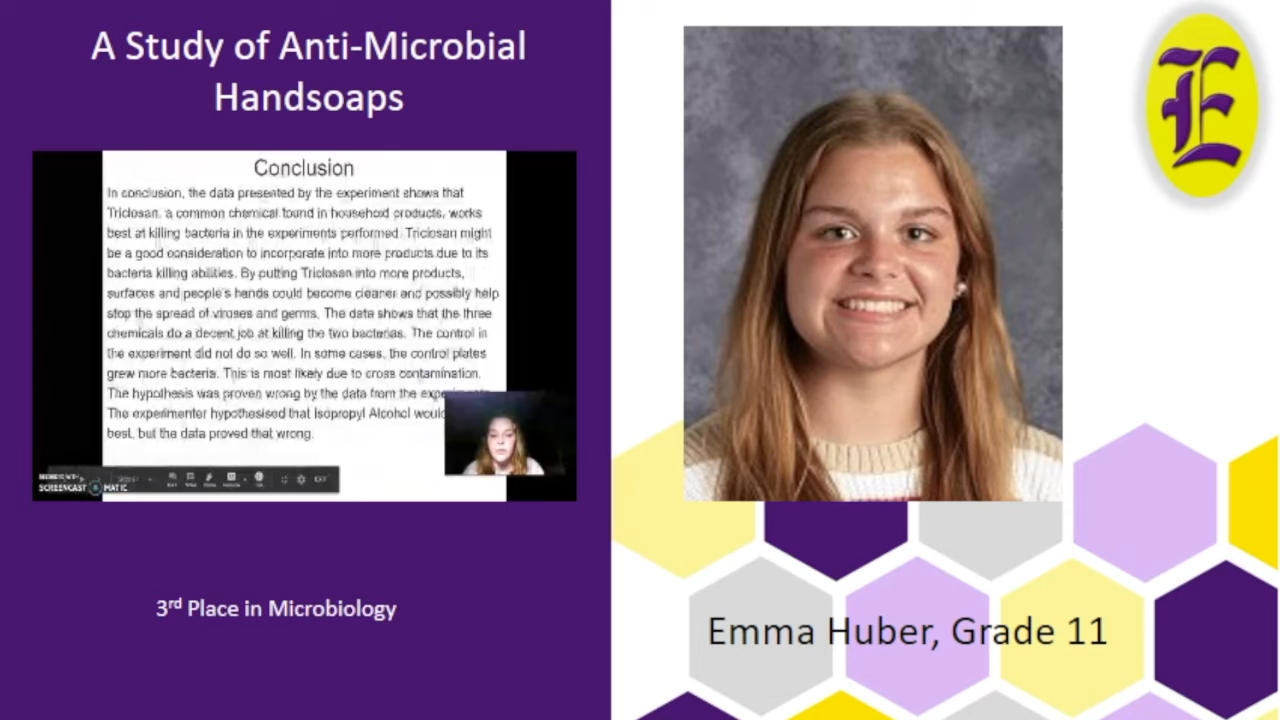 A Study of Anti-Microbial
Handsoaps
Conclusion
In conclusion, the data presented by the experiment shows that
Triclosan, a common chemical found in household products, works
best at killing bacteria in the experiments performed. Triclosan might
be a good consideration to incorporate into more products due to its
bacteria killing abilities. By putting Triclosan into more products,
surfaces and people's hands could become cleaner and possibly help
stop the spread of viruses and germs. The data shows that the three
chemicals do a decent job at killing the two bacterias. The control in
the experiment did not do so well. In some cases, the control plates
grew more bacteria. This is most likely due to cross contamination.
The hypothesis was proven wrong by the data from the
The experimenter hypothesised that Isopropyl Alcohol
best, but the data proved that wrong.
SCREENCAST MATIC
3rd Place in Microbiology
E
Emma Huber, Grade 11